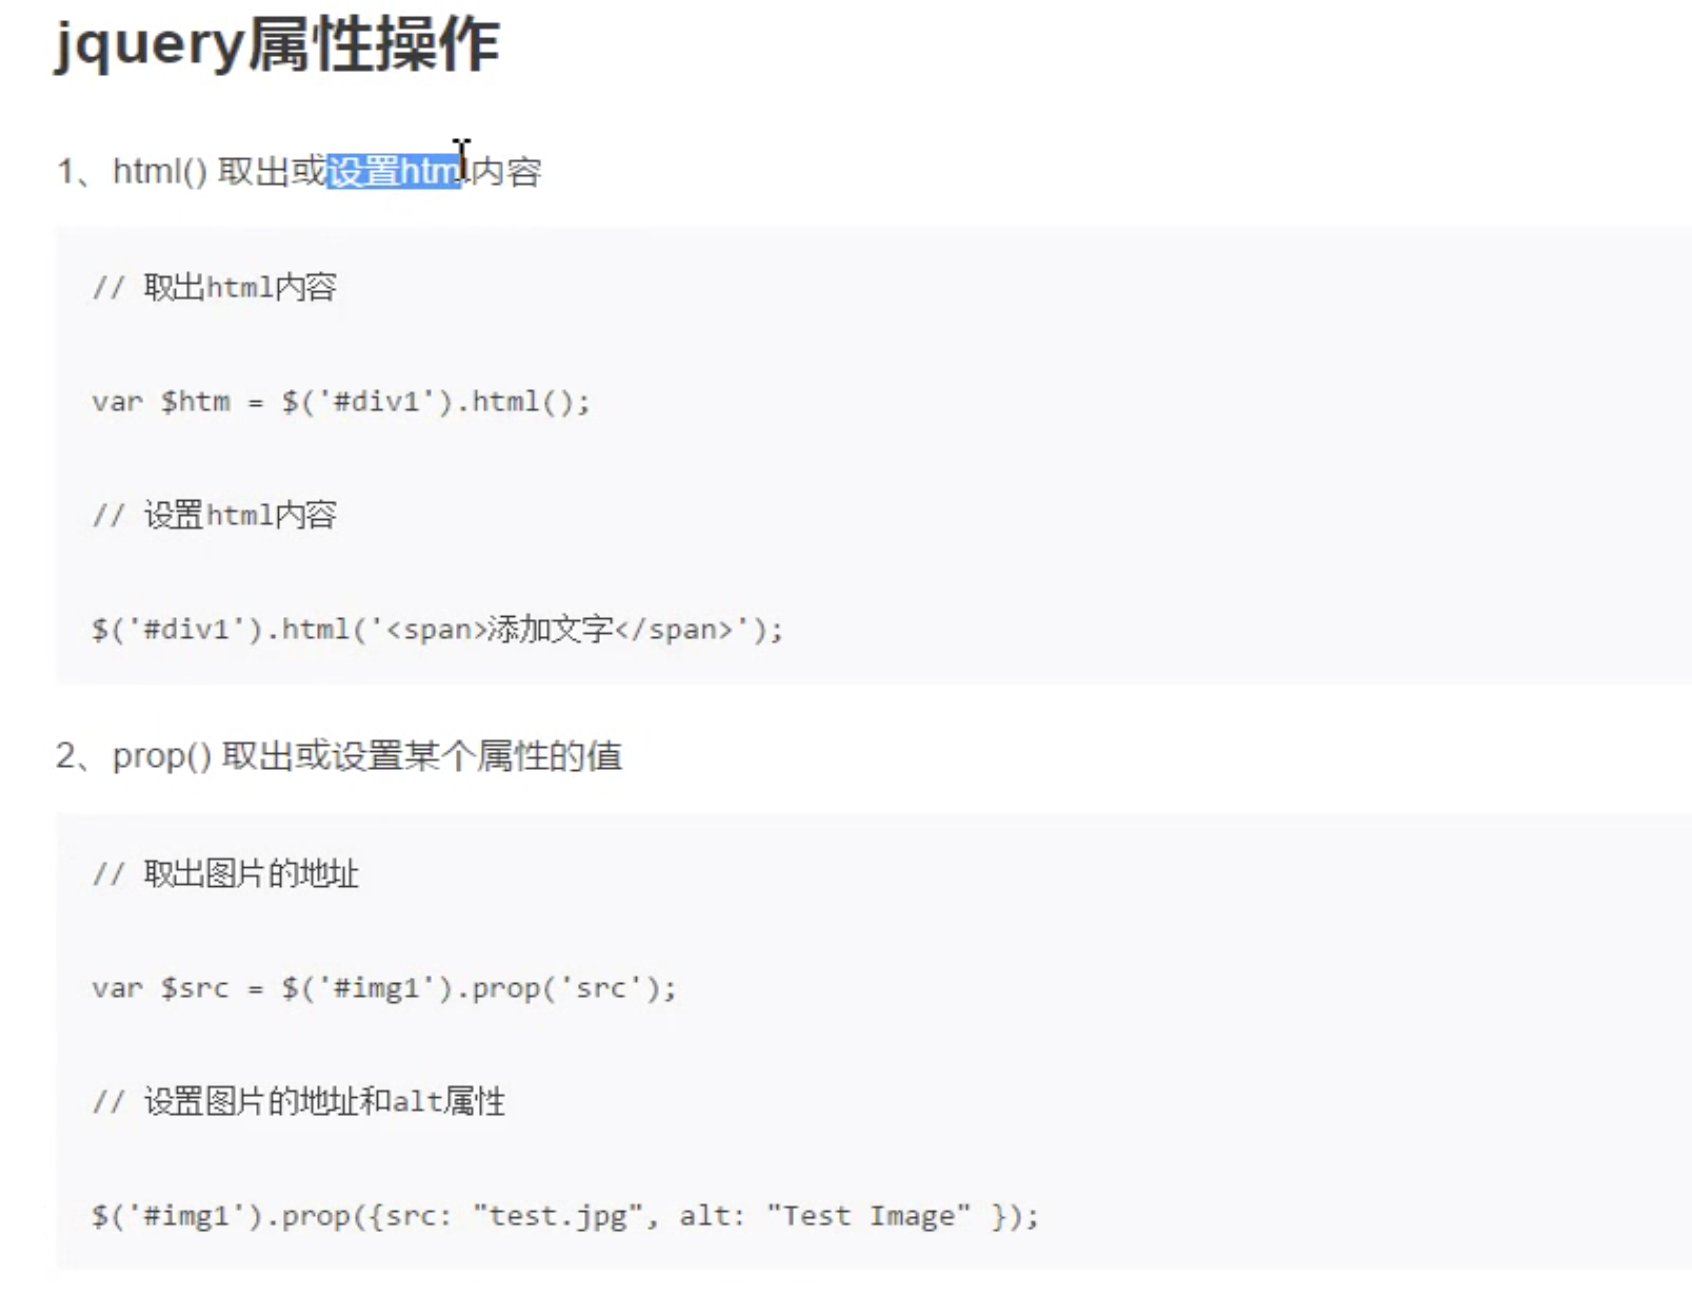 jquery属性操作
1、html() 取出或设置html内容
// 取出html内容
var $htm = $('#div1').html();
// 设置html内容
$('#div1').html('<span>添加文字</span>');
2、prop() 取出或设置某个属性的值
// 取出图片的地址
var $src = $('#img1').prop('src');
// 设置图片的地址和alt属性
$('#img1').prop({src: "test.jpg", alt: "Test Image" });